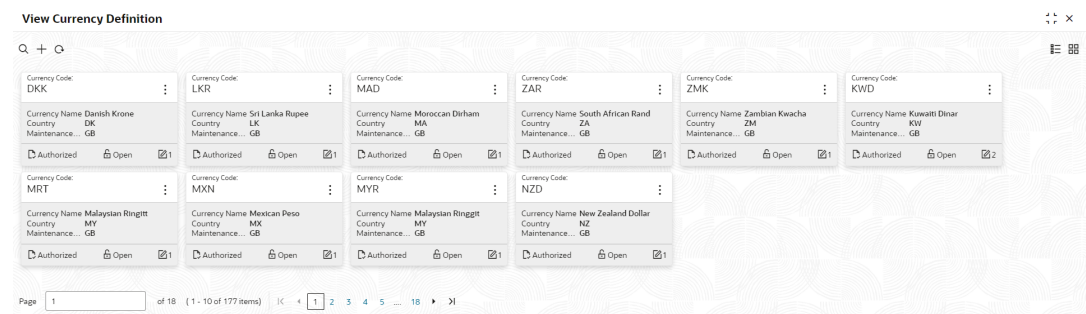 View Currency Definition
Currency Code: Currency Code: Currency Code: Currency Code: Currency Code: Currency Code:
DKK LKR MAD ZAR ZMK KWD
Currency Name Danish Krone Currency Name Sri Lanka Rupee Currency Name Moroccan Dirham Currency Name South African Rand Currency Name Zambian Kwacha Currency Name Kuwaiti Dinar
Country DK Country LK Country MA Country ZA Country ZM Country KW
Maintenance... GB Maintenance... GB Maintenance... GB Maintenance... GB Maintenance... GB Maintenance... GB
Authorized Open 1 Authorized Open 1 Authorized Open 1 Authorized Open 1 Authorized Open 1 Authorized Open 2
Currency Code: Currency Code: Currency Code: Currency Code:
MRT MXN MYR NZD
Currency Name Malaysian Ringitt Currency Name Mexican Peso Currency Name Malaysian Ringgit Currency Name New Zealand Dollar
Country MY Country MX Country MY Country NZ
Maintenance... GB Maintenance... GB Maintenance... GB Maintenance... GB
Authorized Open 1 Authorized Open 1 Authorized Open 1 Authorized Open 1
Page 1 of 18 (1 - 10 of 177 items) 1 2 3 4 5 .... 18